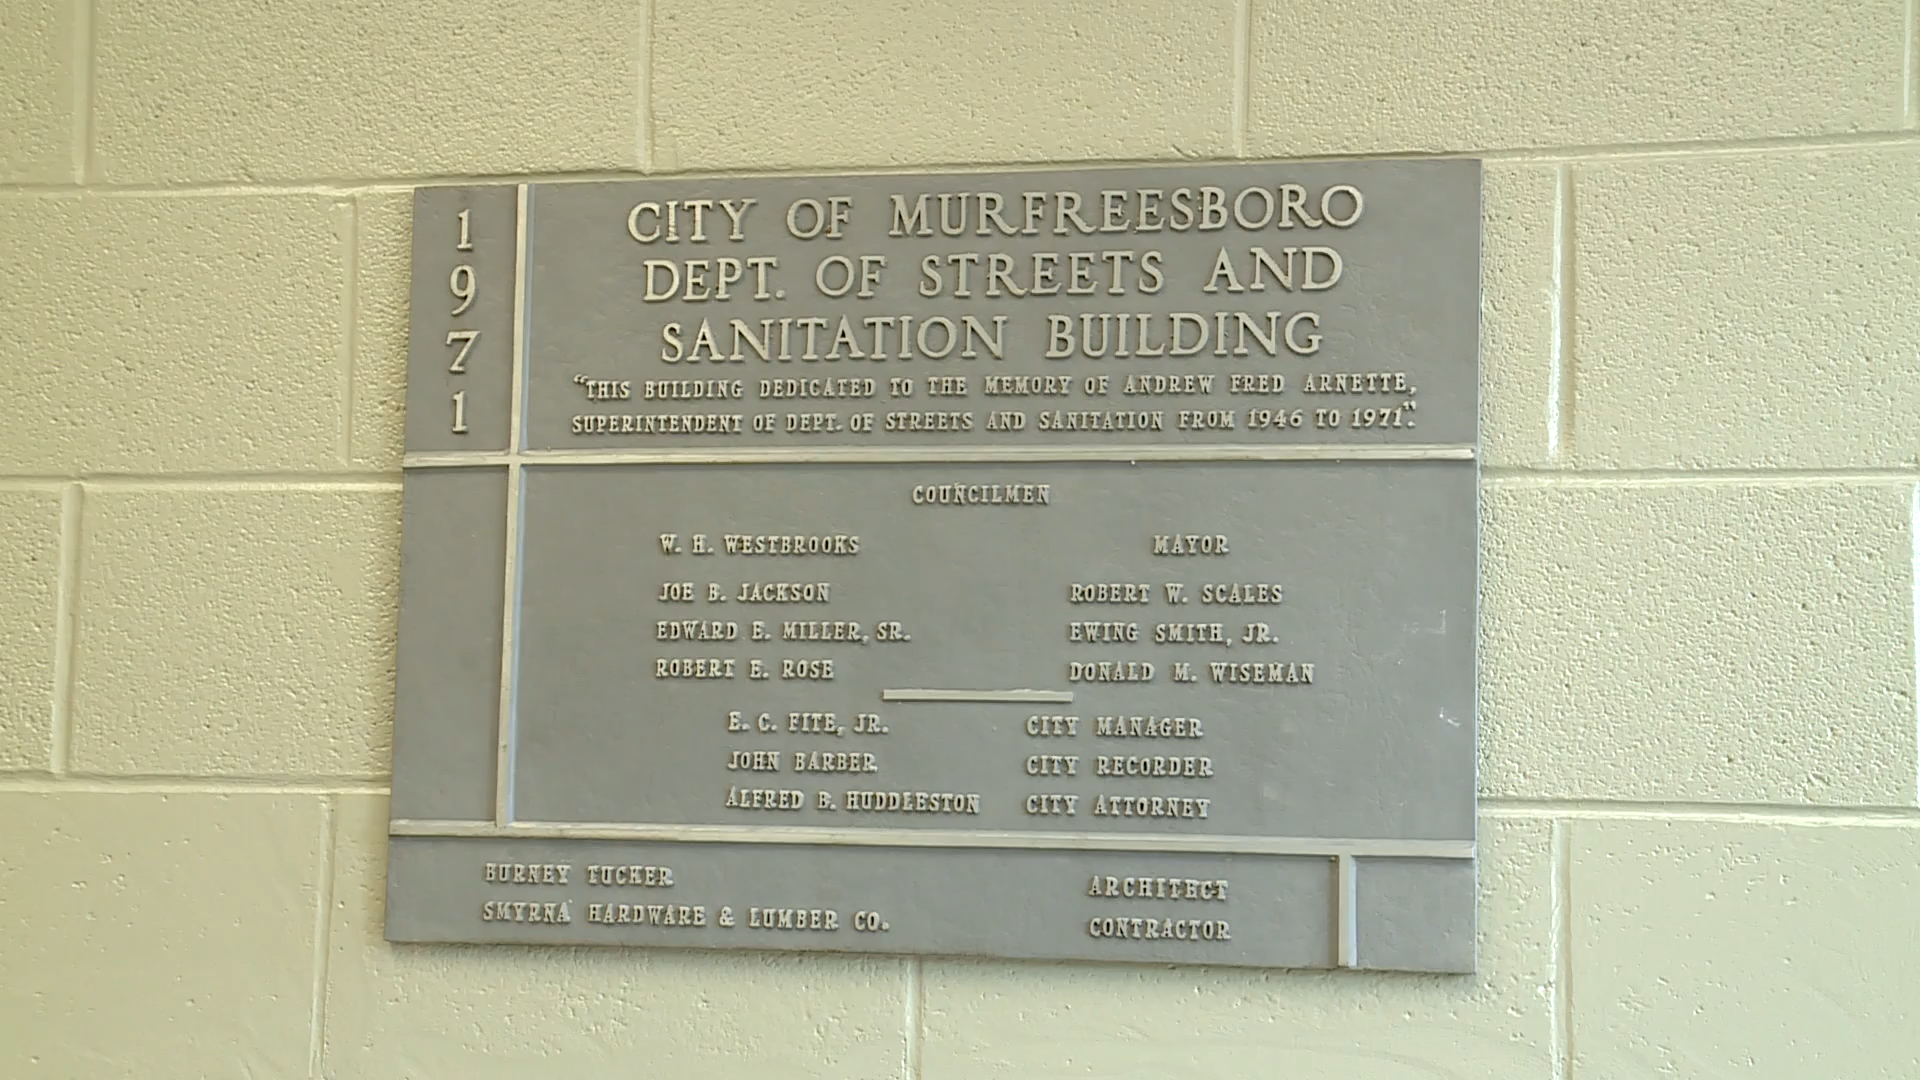 1971
CITY OF MURFREESBORO
DEPT. OF STREETS AND
SANITATION BUILDING
"THIS BUILDING DEDICATED TO THE MEMORY OF ANDREW FRED ARNETTE,
SUPERINTENDENT OF DEPT. OF STREETS AND SANITATION FROM 1946 TO 1971".
COUNCILMEN
W. H. WESTBROOKS MAYOR
JOE B. JACKSON ROBERT W. SCALES
EDWARD E. MILLER, SR. EWING SMITH, JR.
ROBERT E. ROSE DONALD M. WISEMAN
E. C. FITE, JR. CITY MANAGER
JOHN BARBER CITY RECORDER
ALFRED B. HUDDLESTON CITY ATTORNEY
BURNEY TUCKER ARCHITECT
SMYRNA HARDWARE & LUMBER CO. CONTRACTOR